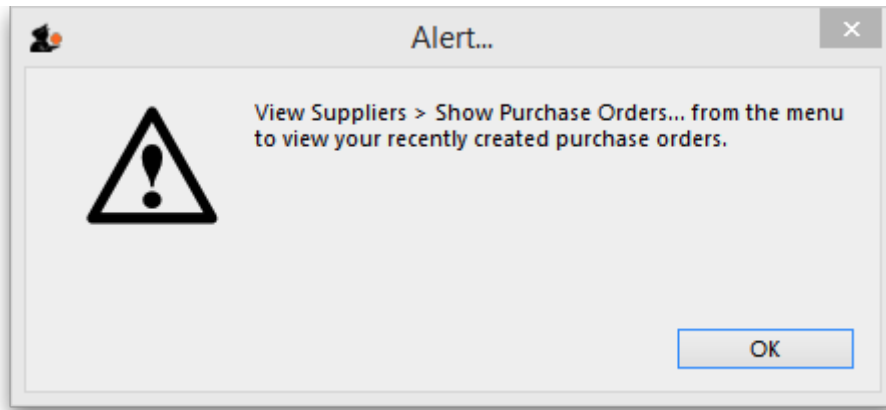 Alert...
View Suppliers > Show Purchase Orders... from the menu
to view your recently created purchase orders.
OK